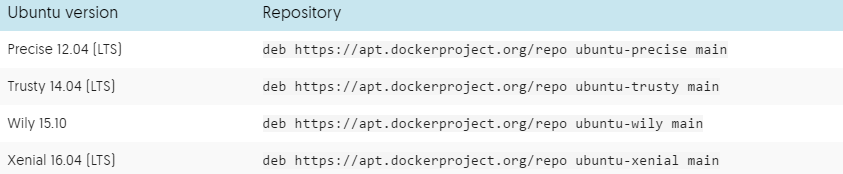 Ubuntu version Repository
Precise 12.04 (LTS) deb https://apt.dockerproject.org/repo ubuntu-precise main
Trusty 14.04 (LTS) deb https://apt.dockerproject.org/repo ubuntu-trusty main
Wily 15.10 deb https://apt.dockerproject.org/repo ubuntu-wily main
Xenial 16.04 (LTS) deb https://apt.dockerproject.org/repo ubuntu-xenial main